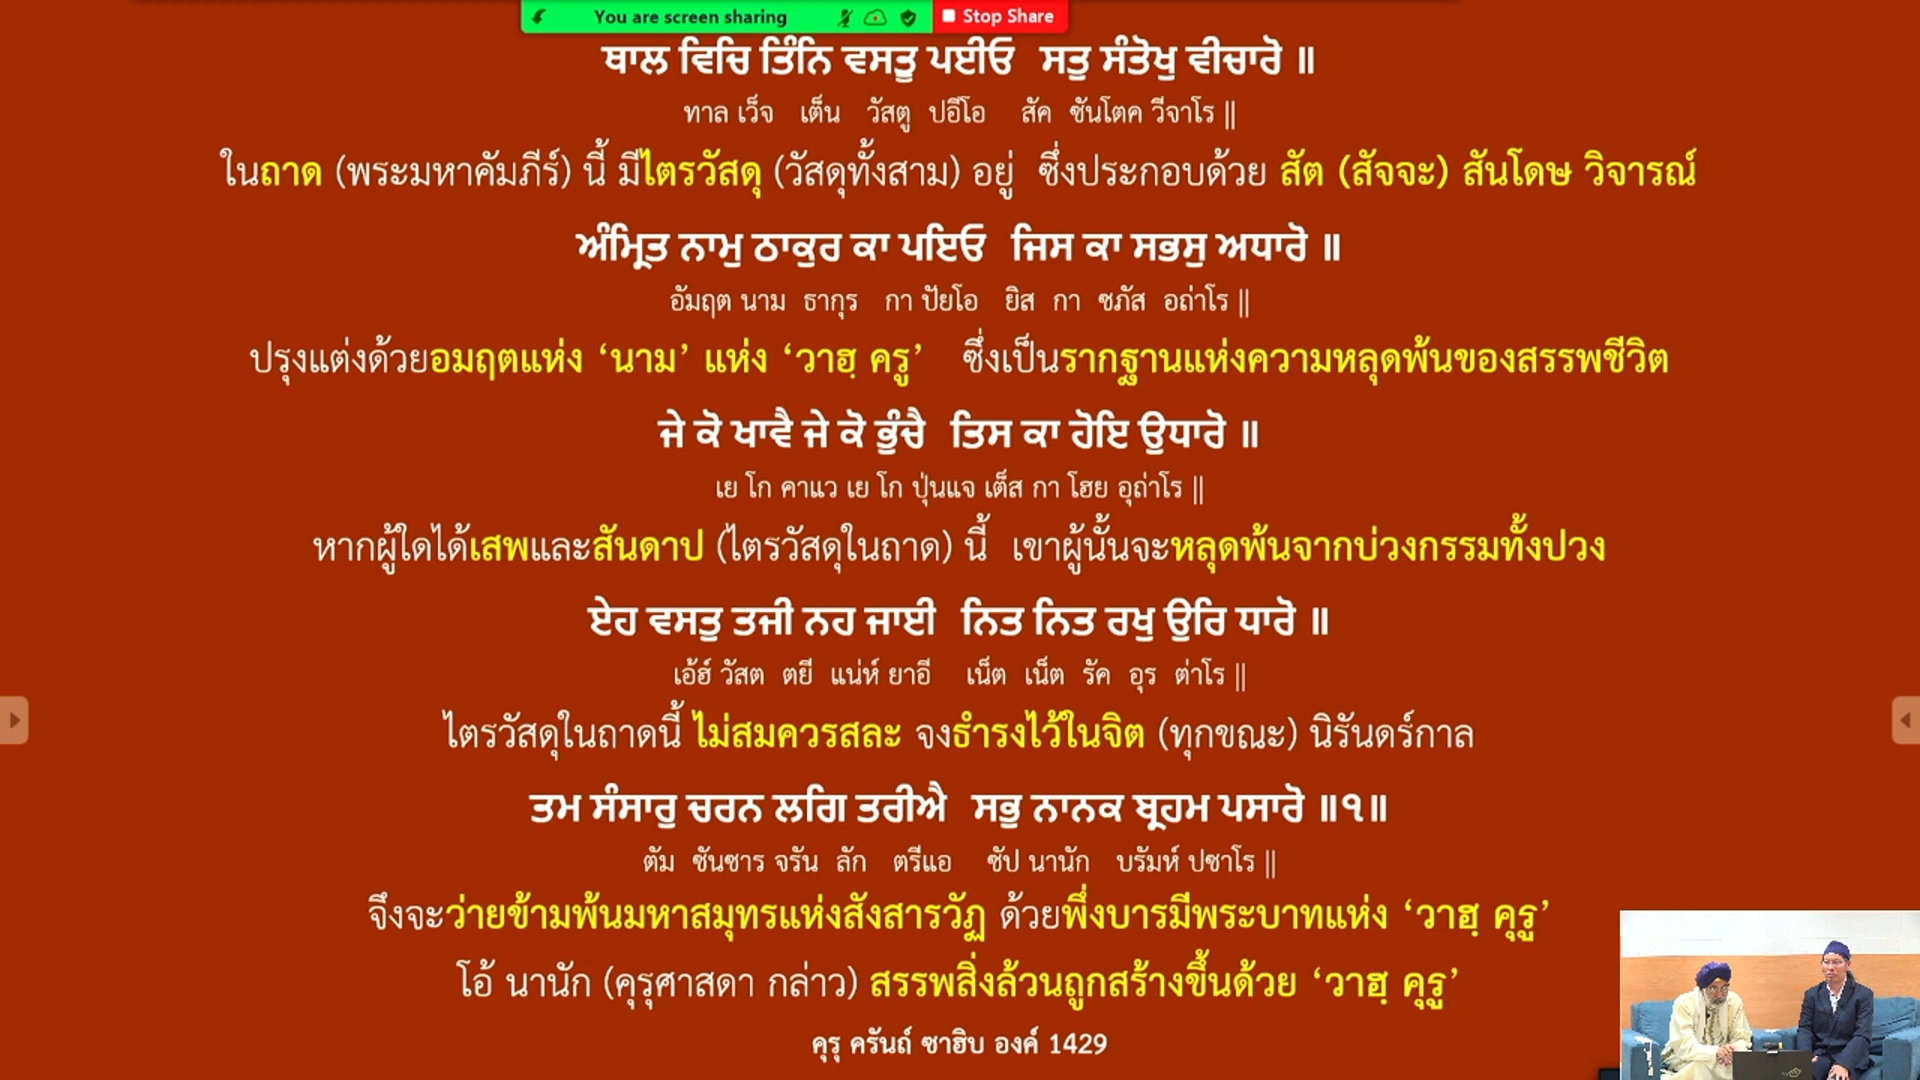 You are screen sharing Stop Share
ਥਾਲ ਵਿਚਿ ਤਿੰਨਿ ਵਸਤੂ ਪਈਓ ਸਤੁ ਸੰਤੋਖੁ ਵੀਚਾਰੋ ॥
ทาล เว็จ เต็น วัสตู ปอีโอ สัค ซันโตค วีจาโร ||
ในถาด (พระมหาคัมภีร์) นี้ มีไตรวัสดุ (วัสดุทั้งสาม) อยู่ ซึ่งประกอบด้วย สัต (สัจจะ) สันโดษ วิจารณ์
ਅੰਮ੍ਰਿਤ ਨਾਮੁ ਠਾਕੁਰ ਕਾ ਪਇਓ ਜਿਸ ਕਾ ਸਭਸੁ ਅਧਾਰੋ ॥
อัมฤต นาม ธากุร กา ปัยโอ ยิส กา ซภัส อถ่าโร ||
ปรุงแต่งด้วยอมฤตแห่ง ‘นาม’ แห่ง ‘วาฮฺ ครู’ ซึ่งเป็นรากฐานแห่งความหลุดพ้นของสรรพชีวิต
ਜੇ ਕੋ ਖਾਵੈ ਜੇ ਕੋ ਭੁੰਚੈ ਤਿਸ ਕਾ ਹੋਇ ਉਧਾਰੋ ॥
เย โก คาแว เย โก ปุ่นแจ เต็ส กา โฮย อุถ่าโร ||
หากผู้ใดได้เสพและสันดาป (ไตรวัสดุในถาด) นี้ เขาผู้นั้นจะหลุดพ้นจากบ่วงกรรมทั้งปวง
ਏਹ ਵਸਤੁ ਤਜੀ ਨਹ ਜਾਈ ਨਿਤ ਨਿਤ ਰਖੁ ਉਰਿ ਧਾਰੋ ॥
เอ้ฮ์ วัสต ตยี แน่ห์ ยาอี เน็ต เน็ต รัค อุร ต่าโร ||
ไตรวัสดุในถาดนี้ ไม่สมควรสละ จงธำรงไว้ในจิต (ทุกขณะ) นิรันดร์กาล
ਤਮ ਸੰਸਾਰੁ ਚਰਨ ਲਗਿ ਤਰੀਐ ਸਭੁ ਨਾਨਕ ਬ੍ਰਹਮ ਪਸਾਰੋ ॥੧॥
ตัม ซันซาร จรัน ลัก ตรีแอ ซัป นานัก บรัมห์ ปซาโร ||
จึงจะว่ายข้ามพ้นมหาสมุทรแห่งสังสารวัฏ ด้วยพึ่งบารมีพระบาทแห่ง ‘วาฮฺ คุรู’
โอ้ นานัก (คุรุศาสดา กล่าว) สรรพสิ่งล้วนถูกสร้างขึ้นด้วย ‘วาฮฺ คุรู’
คุรุ ครันถ์ ซาฮิบ องค์ 1429